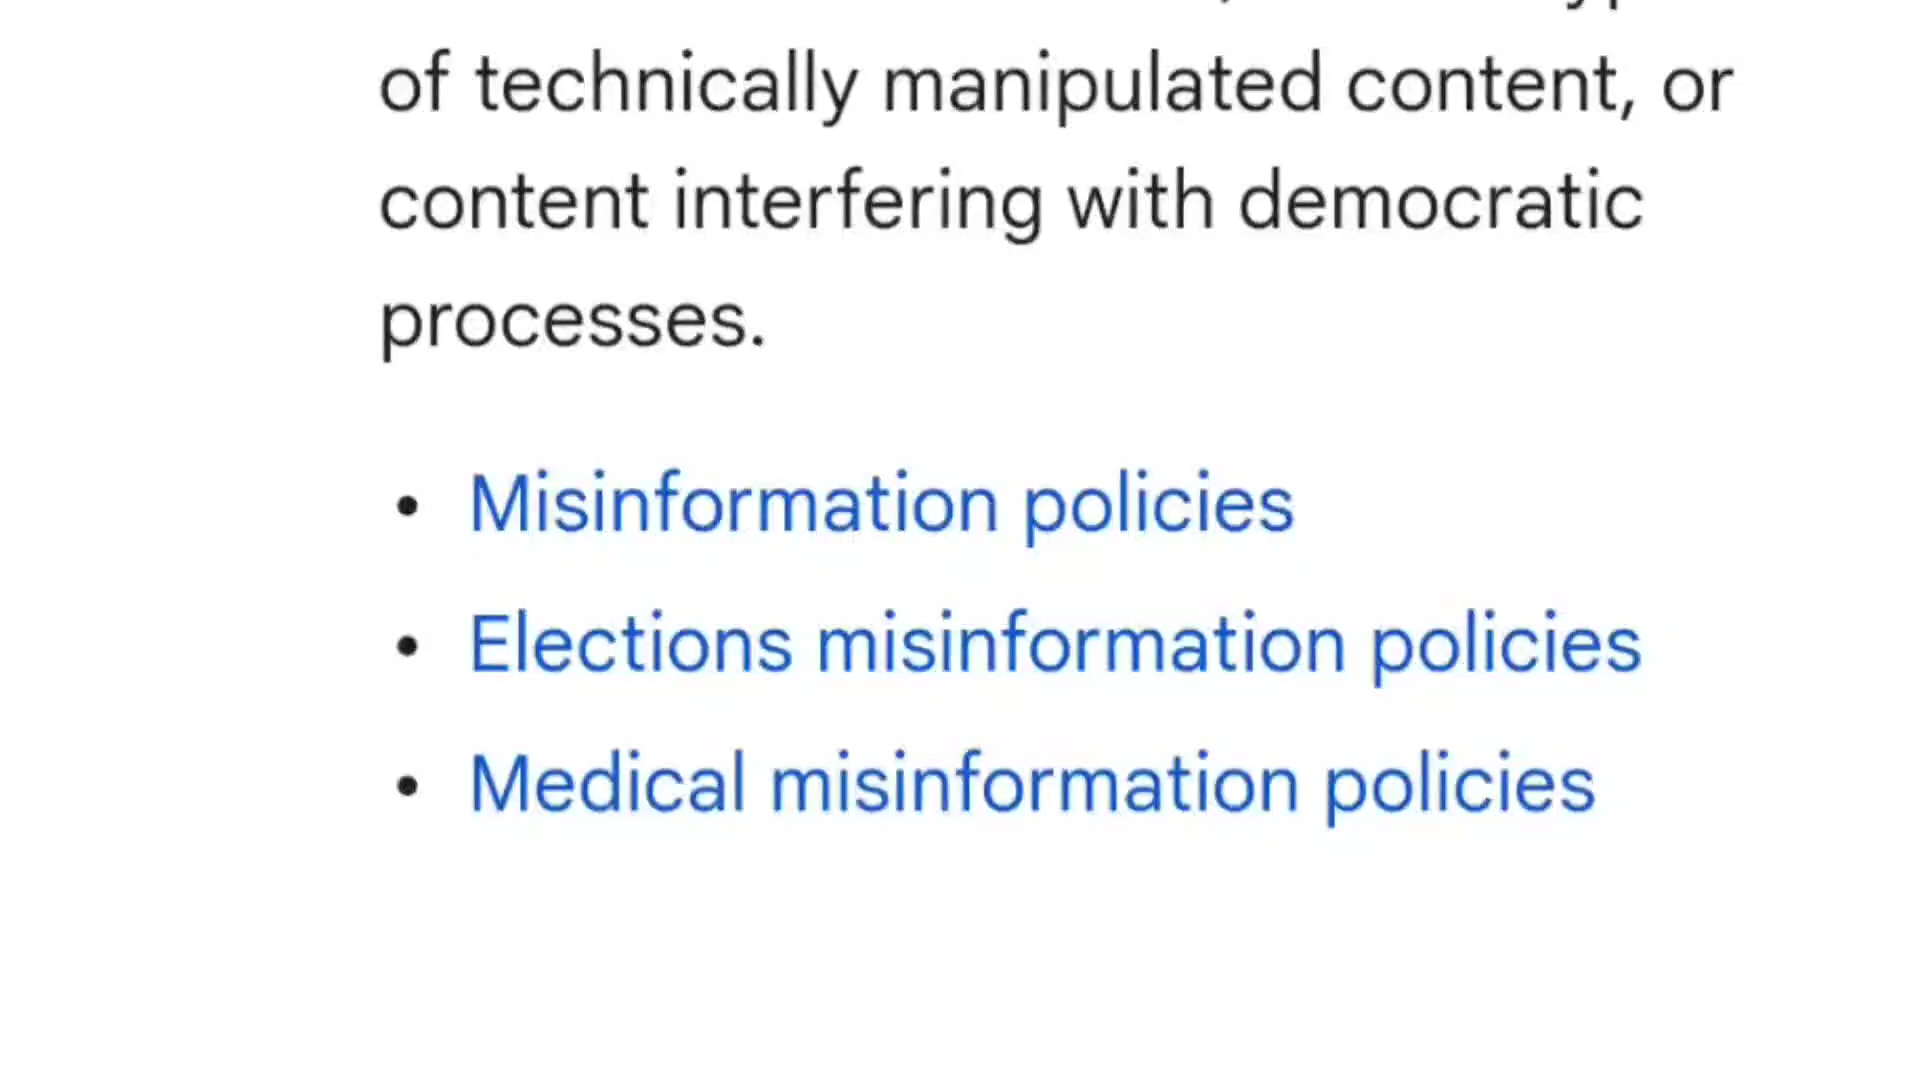 of technically manipulated content, or
content interfering with democratic
processes.
• Misinformation policies
• Elections misinformation policies
• Medical misinformation policies